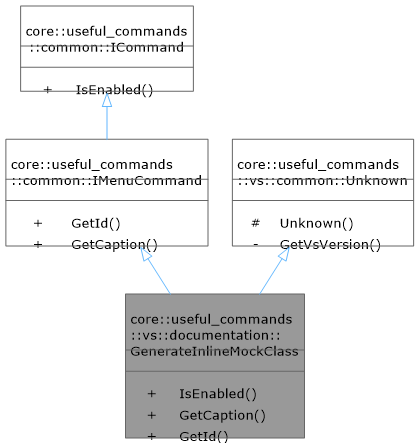 core::useful_commands
::common::ICommand
+ IsEnabled()
core::useful_commands
::common::IMenuCommand
+ GetId()
+ GetCaption()
core::useful_commands
::vs::common::Unknown
# Unknown()
- GetVsVersion()
core::useful_commands
::vs::documentation::
GenerateInlineMockClass
+ IsEnabled()
+ GetCaption()
+ GetId()